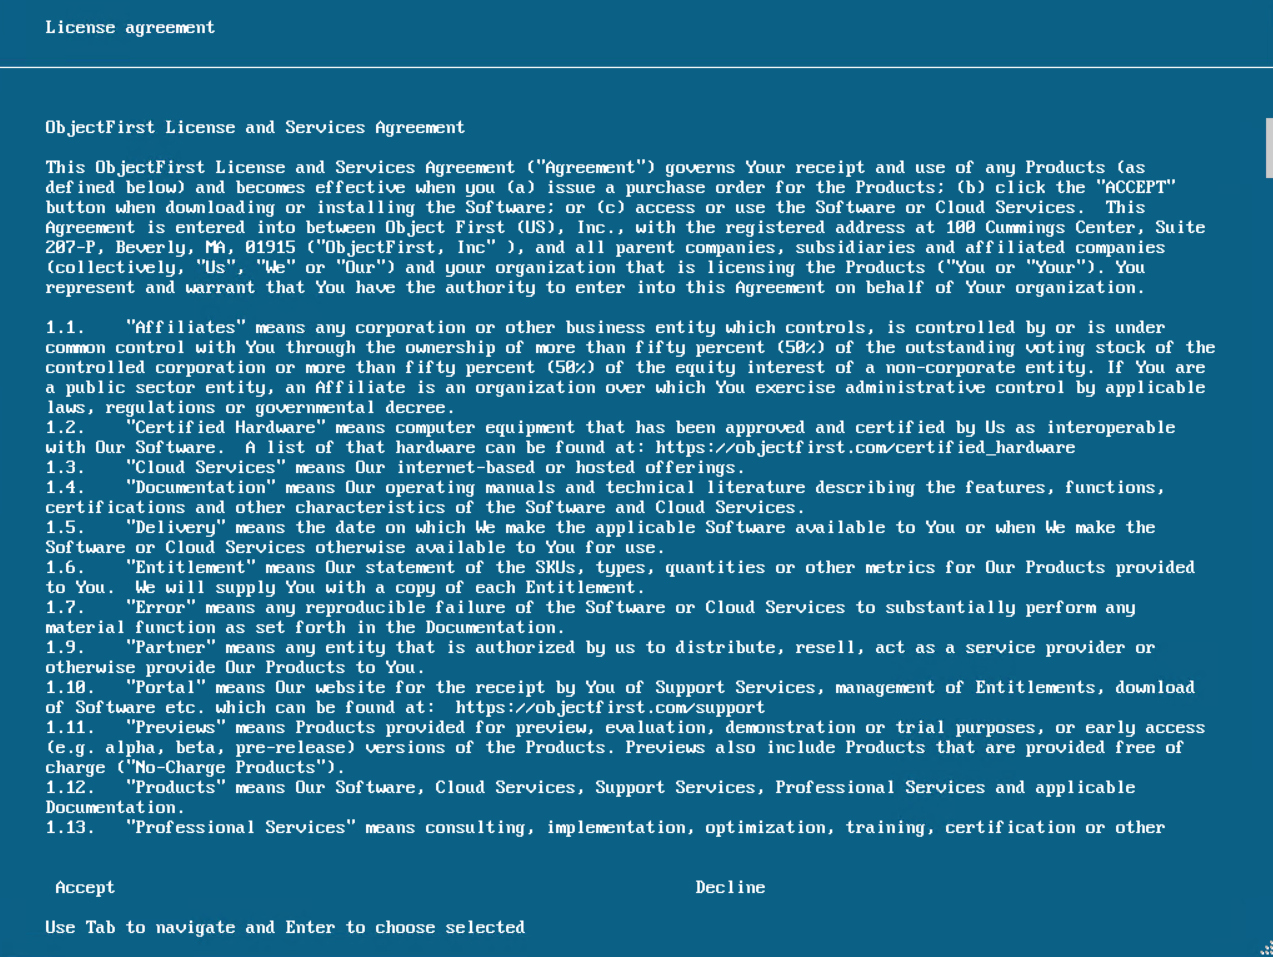 License agreement
ObjectFirst License and Services Agreement
This ObjectFirst License and Services Agreement ("Agreement") governs Your receipt and use of any Products (as
defined below) and becomes effective when you (a) issue a purchase order for the Products; (b) click the "ACCEPT"
button when downloading or installing the Software; or (c) access or use the Software or Cloud Services.  This
Agreement is entered into between Object First (US), Inc., with the registered address at 100 Cummings Center, Suite
207-P, Beverly, MA, 01915 ("ObjectFirst, Inc" ), and all parent companies, subsidiaries and affiliated companies
(collectively, "Us", "We" or "Our") and your organization that is licensing the Products ("You or "Your"). You
represent and warrant that You have the authority to enter into this Agreement on behalf of Your organization.
1.1.    "Affiliates" means any corporation or other business entity which controls, is controlled by or is under
common control with You through the ownership of more than fifty percent (50%) of the outstanding voting stock of the
controlled corporation or more than fifty percent (50%) of the equity interest of a non-corporate entity. If You are
a public sector entity, an Affiliate is an organization over which You exercise administrative control by applicable
laws, regulations or governmental decree.
1.2.    "Certified Hardware" means computer equipment that has been approved and certified by Us as interoperable
with Our Software.  A list of that hardware can be found at: https://objectfirst.com/certified_hardware
1.3.    "Cloud Services" means Our internet-based or hosted offerings.
1.4.    "Documentation" means Our operating manuals and technical literature describing the features, functions,
certifications and other characteristics of the Software and Cloud Services.
1.5.    "Delivery" means the date on which We make the applicable Software available to You or when We make the
Software or Cloud Services otherwise available to You for use.
1.6.    "Entitlement" means Our statement of the SKUs, types, quantities or other metrics for Our Products provided
to You.  We will supply You with a copy of each Entitlement.
1.7.    "Error" means any reproducible failure of the Software or Cloud Services to substantially perform any
material function as set forth in the Documentation.
1.9.    "Partner" means any entity that is authorized by us to distribute, resell, act as a service provider or
otherwise provide Our Products to You.
1.10.   "Portal" means Our website for the receipt by You of Support Services, management of Entitlements, download
of Software etc. which can be found at:  https://objectfirst.com/support
1.11.   "Previews" means Products provided for preview, evaluation, demonstration or trial purposes, or early access
(e.g. alpha, beta, pre-release) versions of the Products. Previews also include Products that are provided free of
charge ("No-Charge Products").
1.12.   "Products" means Our Software, Cloud Services, Support Services, Professional Services and applicable
Documentation.
1.13.   "Professional Services" means consulting, implementation, optimization, training, certification or other
Accept
Decline
Use Tab to navigate and Enter to choose selected